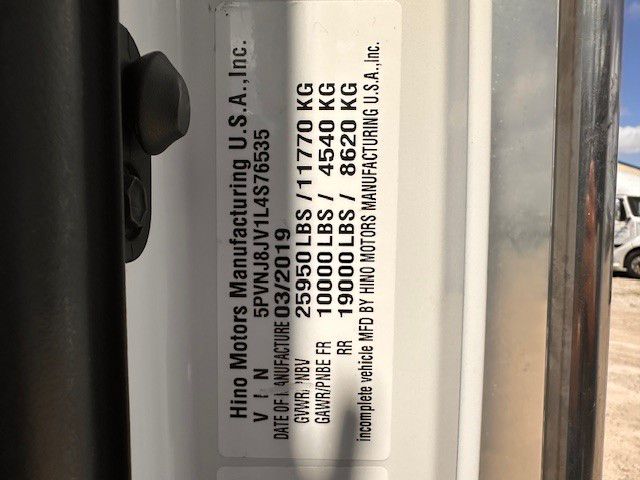 Hino Motors Manufacturing U.S.A., Inc.
V I N 5PVNJ8JV1L4S76535
DATE OF MANUFACTURE 03/2019
GVWR/PNBV 25950 LBS / 11770 KG
GAWR/PNBE FR 10000 LBS / 4540 KG
RR 19000 LBS / 8620 KG
incomplete vehicle MFD BY HINO MOTORS MANUFACTURING U.S.A., Inc.